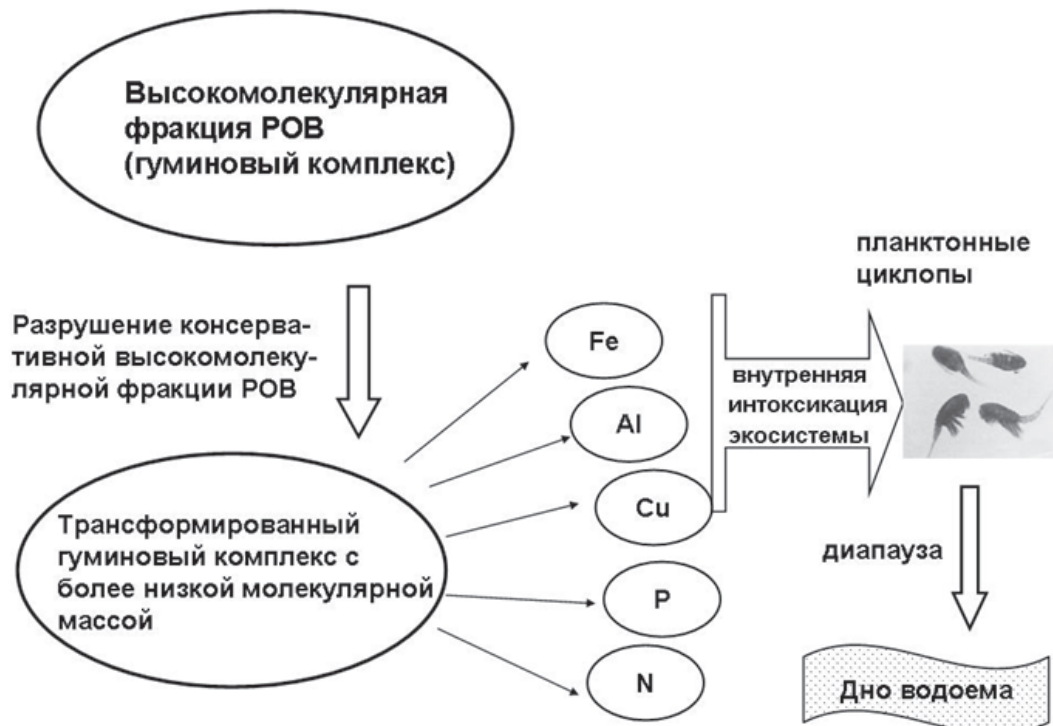 Высокомолекулярная
фракция РОВ
(гуминовый комплекс)
Разрушение консерва-
тивной высокомолеку-
лярной фракции РОВ
Трансформированный
гуминовый комплекс с
более низкой молекулярной
массой
Fe
Al
Cu
P
N
внутренняя
интоксикация
экосистемы
планктонные
циклопы
диапауза
Дно водоема